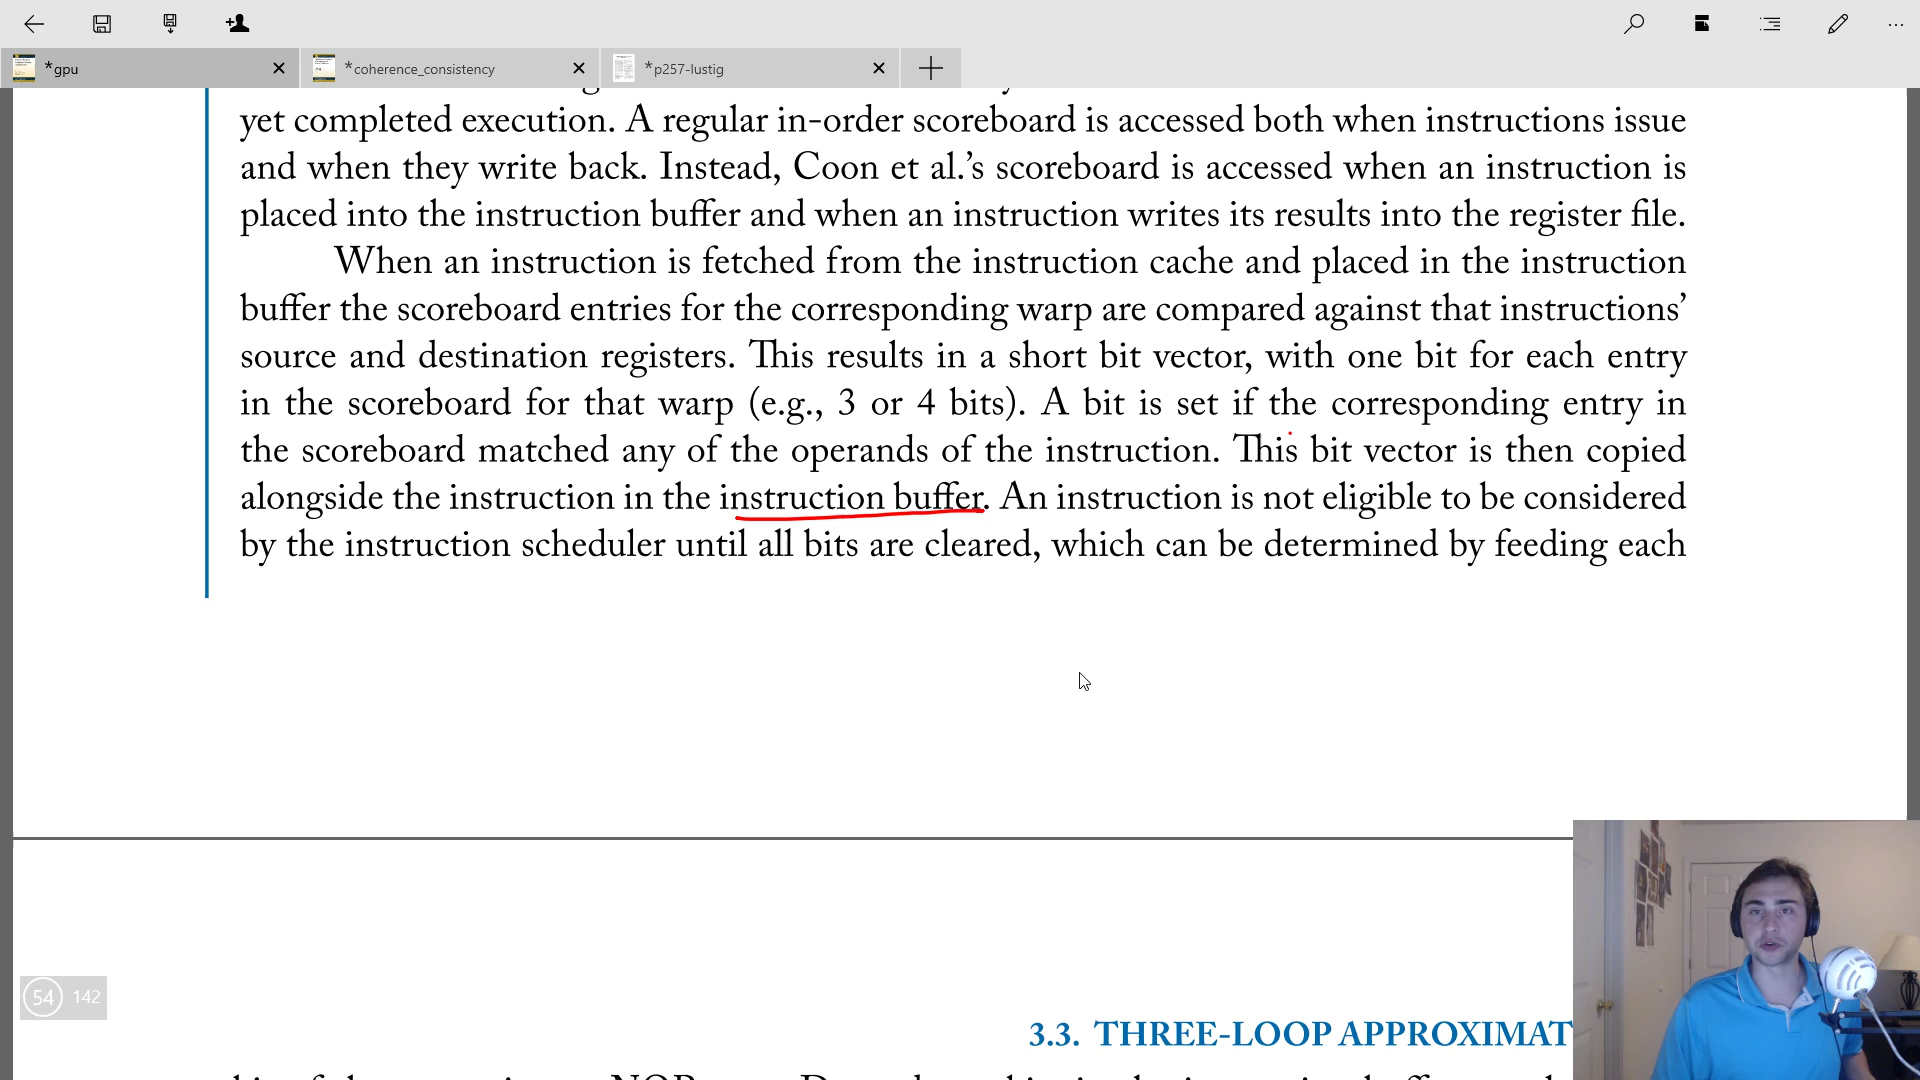 *gpu
*coherence_consistency
*p257-lustig
yet completed execution. A regular in-order scoreboard is accessed both when instructions issue
and when they write back. Instead, Coon et al.’s scoreboard is accessed when an instruction is
placed into the instruction buffer and when an instruction writes its results into the register file.
When an instruction is fetched from the instruction cache and placed in the instruction
buffer the scoreboard entries for the corresponding warp are compared against that instructions’
source and destination registers. This results in a short bit vector, with one bit for each entry
in the scoreboard for that warp (e.g., 3 or 4 bits). A bit is set if the corresponding entry in
the scoreboard matched any of the operands of the instruction. This bit vector is then copied
alongside the instruction in the instruction buffer. An instruction is not eligible to be considered
by the instruction scheduler until all bits are cleared, which can be determined by feeding each
54 142
3.3. THREE-LOOP APPROXIMAT